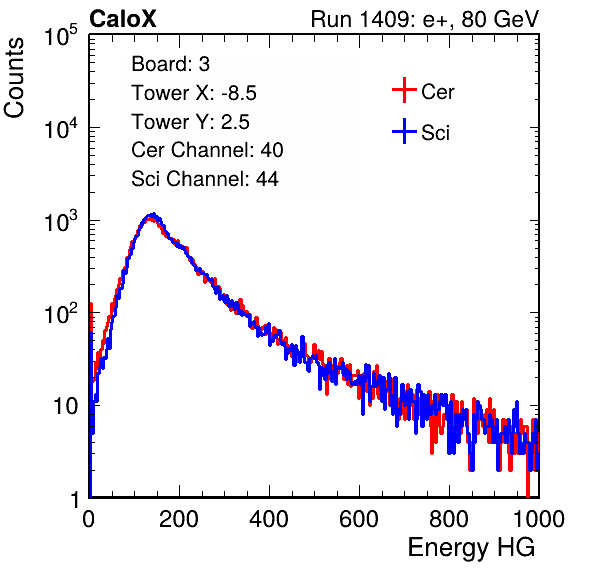 CaloX
Run 1409: e+, 80 GeV
Counts
Board: 3
Tower X: -8.5
Tower Y: 2.5
Cer Channel: 40
Sci Channel: 44
Cer
Sci
10^5
10^4
10^3
10^2
10
1
0 200 400 600 800 1000
Energy HG